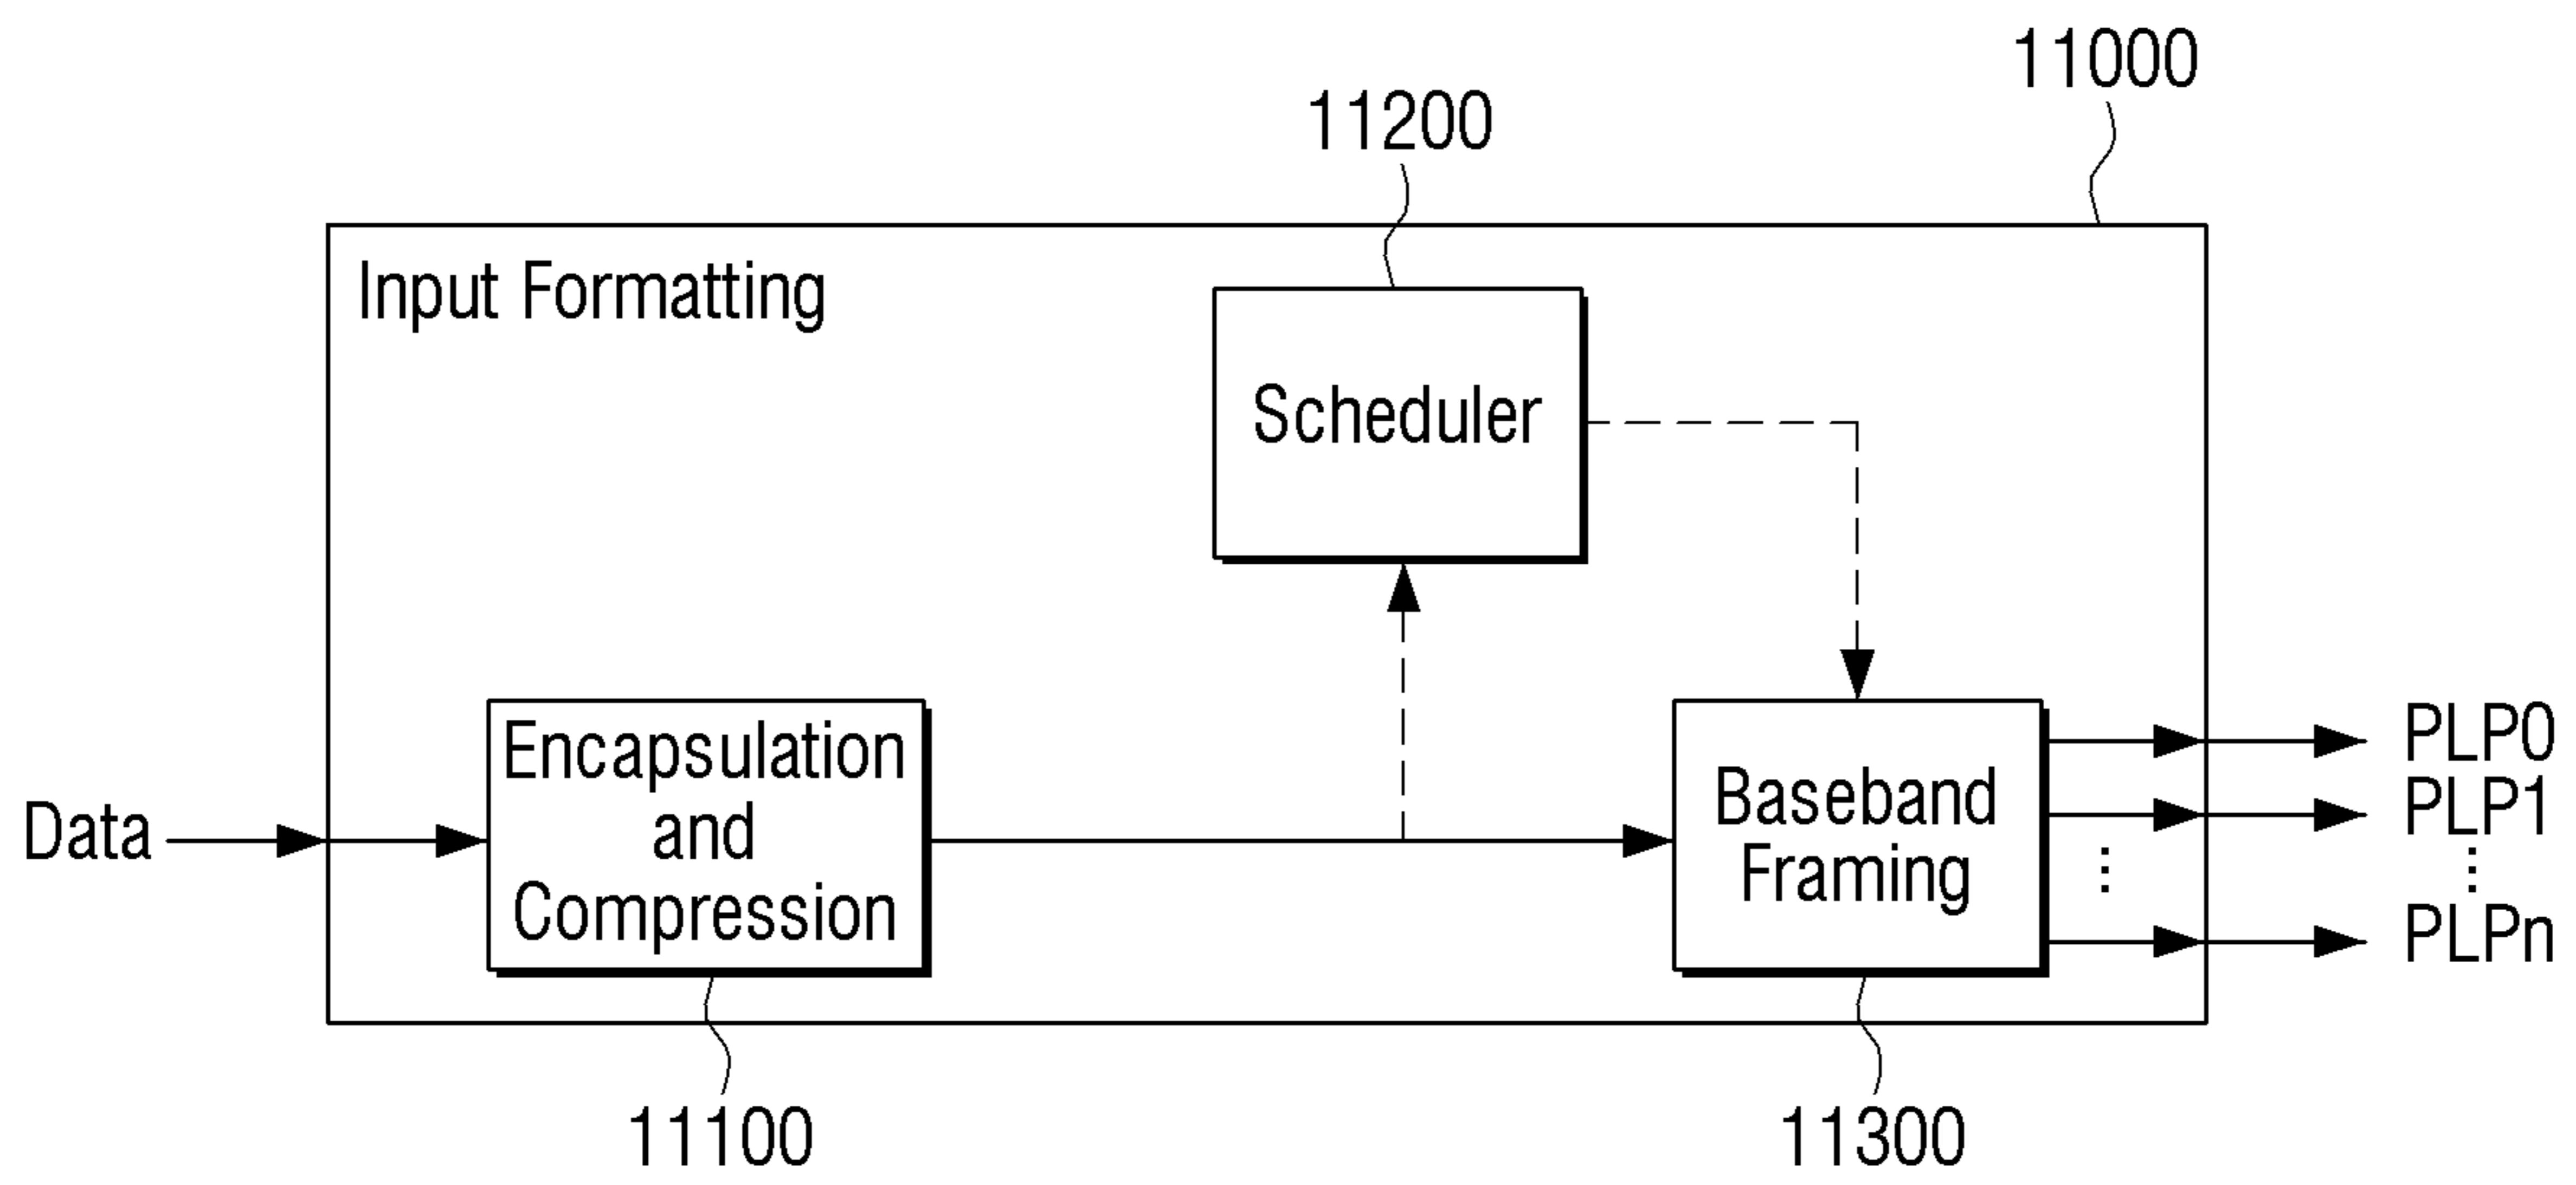 11000
11200
Input Formatting
Scheduler
Encapsulation
and
Compression
Data
Baseband
Framing
PLP0
PLP1
⋮
PLPn
11100
11300